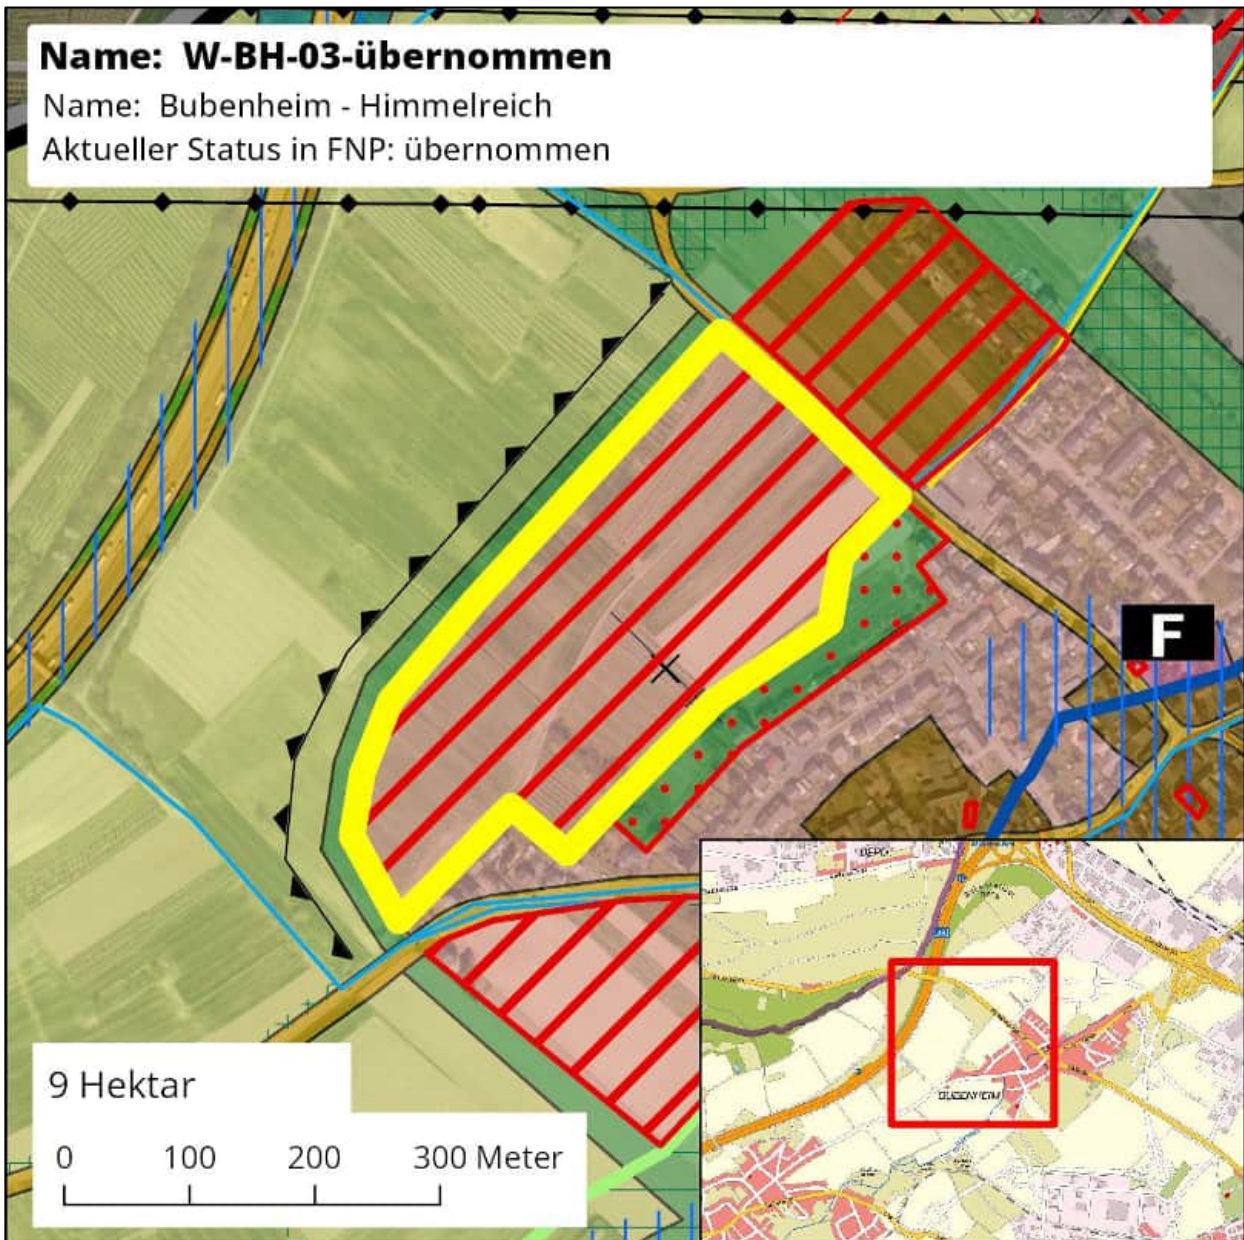 Name: W-BH-03-übernommen
Name: Bubenheim - Himmelreich
Aktueller Status in FNP: übernommen
F
9 Hektar
0 100 200 300 Meter